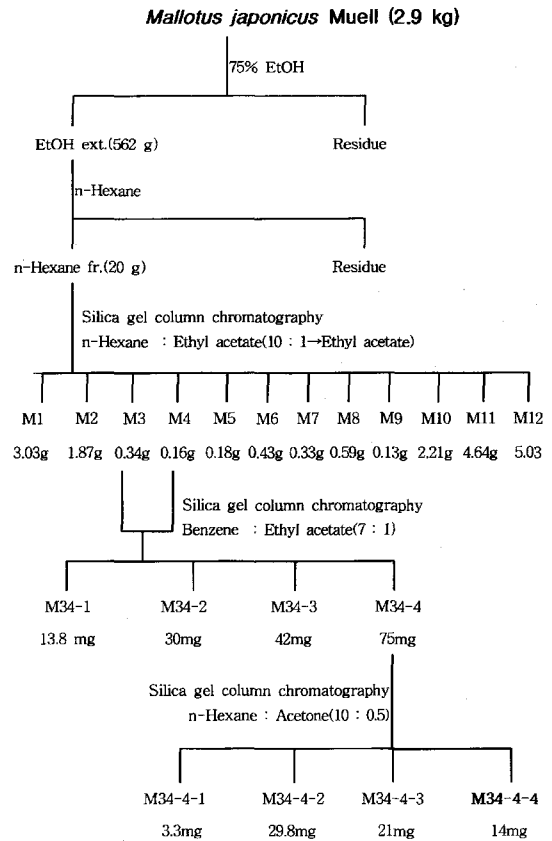 Mallotus japonicus Muell (2.9 kg)
75% EtOH
EtOH ext.(562 g) Residue
n-Hexane
n-Hexane fr.(20 g) Residue
Silica gel column chromatography
n-Hexane : Ethyl acetate(10 : 1→Ethyl acetate)
M1 M2 M3 M4 M5 M6 M7 M8 M9 M10 M11 M12
3.03g 1.87g 0.34g 0.16g 0.18g 0.43g 0.33g 0.59g 0.13g 2.21g 4.64g 5.03
Silica gel column chromatography
Benzene : Ethyl acetate(7 : 1)
M34-1 M34-2 M34-3 M34-4
13.8 mg 30mg 42mg 75mg
Silica gel column chromatography
n-Hexane : Acetone(10 : 0.5)
M34-4-1 M34-4-2 M34-4-3 M34-4-4
3.3mg 29.8mg 21mg 14mg